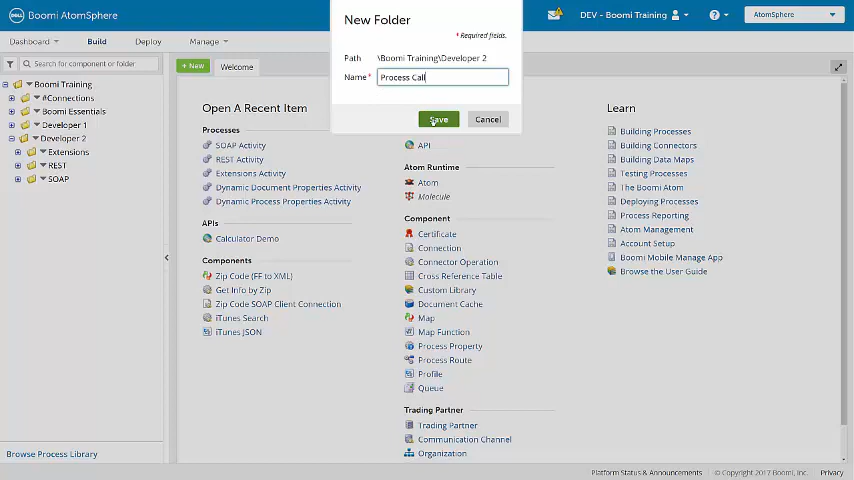 DELL Boomi AtomSphere
DEV - Boomi Training
AtomSphere
Dashboard Build Deploy Manage
Search for component or folder
+ New Welcome
New Folder
* Required fields.
Path \Boomi Training\Developer 2
Name* Process Call
Save Cancel
Boomi Training
#Connections
Boomi Essentials
Developer 1
Developer 2
Extensions
REST
SOAP
Browse Process Library
Open A Recent Item
Processes
SOAP Activity
REST Activity
Extensions Activity
Dynamic Document Properties Activity
Dynamic Process Properties Activity
APIs
Calculator Demo
Components
Zip Code (FF to XML)
Get Info by Zip
Zip Code SOAP Client Connection
iTunes Search
iTunes JSON
API
Atom Runtime
Atom
Molecule
Component
Certificate
Connection
Connector Operation
Cross Reference Table
Custom Library
Document Cache
Map
Map Function
Process Property
Process Route
Profile
Queue
Trading Partner
Trading Partner
Communication Channel
Organization
Learn
Building Processes
Building Connectors
Building Data Maps
Testing Processes
The Boomi Atom
Deploying Processes
Process Reporting
Atom Management
Account Setup
Boomi Mobile Manage App
Browse the User Guide
Platform Status & Announcements © Copyright 2017 Boomi, Inc. Privacy